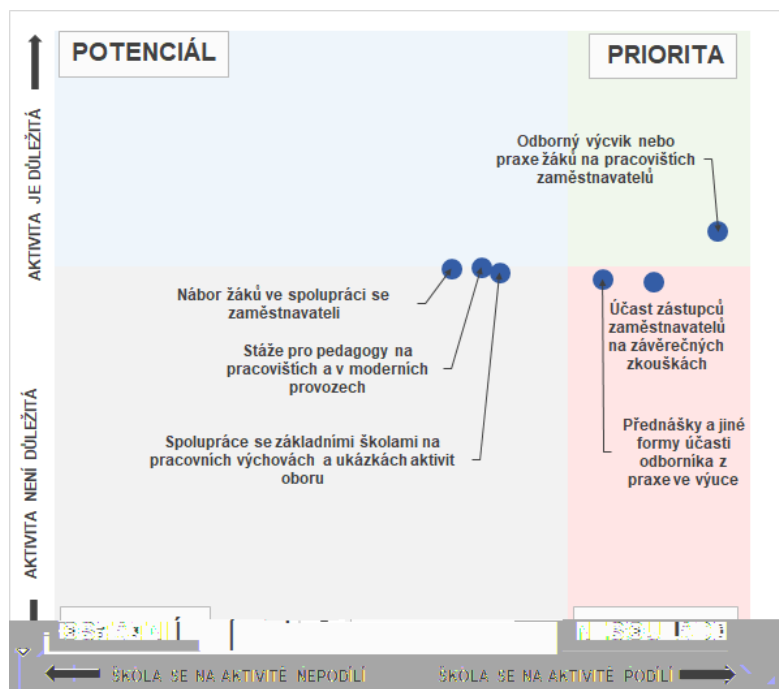 POTENCIÁL
PRIORITA
AKTIVITA JE DŮLEŽITÁ
Odborný výcvik nebo
praxe žáků na pracovištích
zaměstnavatelů
Nábor žáků ve spolupráci se
zaměstnavateli
Účast zástupců
zaměstnavatelů
na závěrečných
zkouškách
Stáže pro pedagogy na
pracovištích a v moderních
provozech
AKTIVITA NENÍ DŮLEŽITÁ
Spolupráce se základními školami na
pracovních výchovách a ukázkách aktivit
oboru
Přednášky a jiné
formy účasti
odborníka z
praxe ve výuce
ŠKOLA SE NA AKTIVITĚ NEPODÍLÍ
ŠKOLA SE NA AKTIVITĚ PODÍLÍ